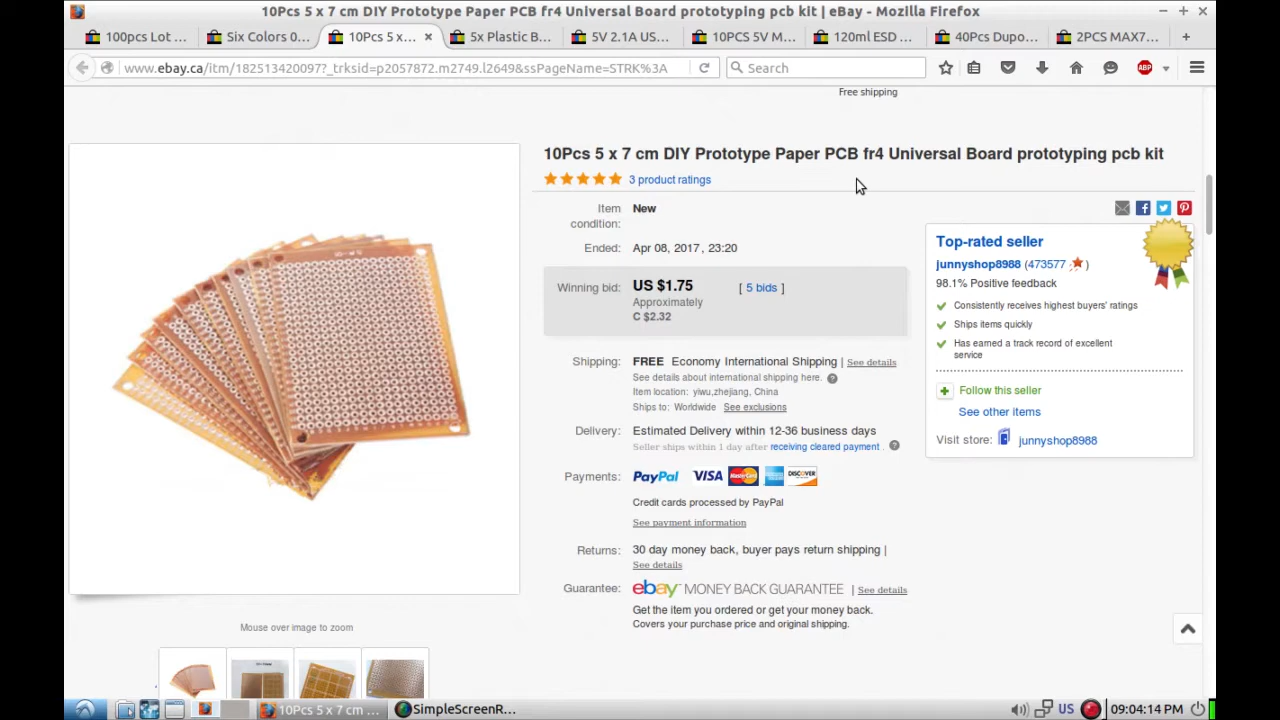 10Pcs 5 x 7 cm DIY Prototype Paper PCB fr4 Universal Board prototyping pcb kit | eBay - Mozilla Firefox
100pcs Lot ...
Six Colors 0...
10Pcs 5 x...
5x Plastic B...
5V 2.1A US...
10PCS 5V M...
120ml ESD ...
40Pcs Dupo...
2PCS MAX7...
www.ebay.ca/itm/182513420097?_trksid=p2057872.m2749.l2649&ssPageName=STRK%3A
Search
ABP
Free shipping
10Pcs 5 x 7 cm DIY Prototype Paper PCB fr4 Universal Board prototyping pcb kit
3 product ratings
Item condition: New
Ended: Apr 08, 2017 , 23:20
Winning bid: US $1.75 [ 5 bids ]
Approximately
C $2.32
Shipping: FREE Economy International Shipping | See details
See details about international shipping here.
Item location: yiwu,zhejiang, China
Ships to: Worldwide See exclusions
Delivery: Estimated Delivery within 12-36 business days
Seller ships within 1 day after receiving cleared payment .
Payments: PayPal VISA MasterCard DISCOVER
Credit cards processed by PayPal
See payment information
Returns: 30 day money back, buyer pays return shipping |
See details
Guarantee: ebay MONEY BACK GUARANTEE | See details
Get the item you ordered or get your money back.
Covers your purchase price and original shipping.
Top-rated seller
junnyshop8988 (473577 )
98.1% Positive feedback
Consistently receives highest buyers' ratings
Ships items quickly
Has earned a track record of excellent
service
Follow this seller
See other items
Visit store: junnyshop8988
Mouse over image to zoom
10Pcs 5 x 7 cm ...
SimpleScreenR...
US
09:04:14 PM